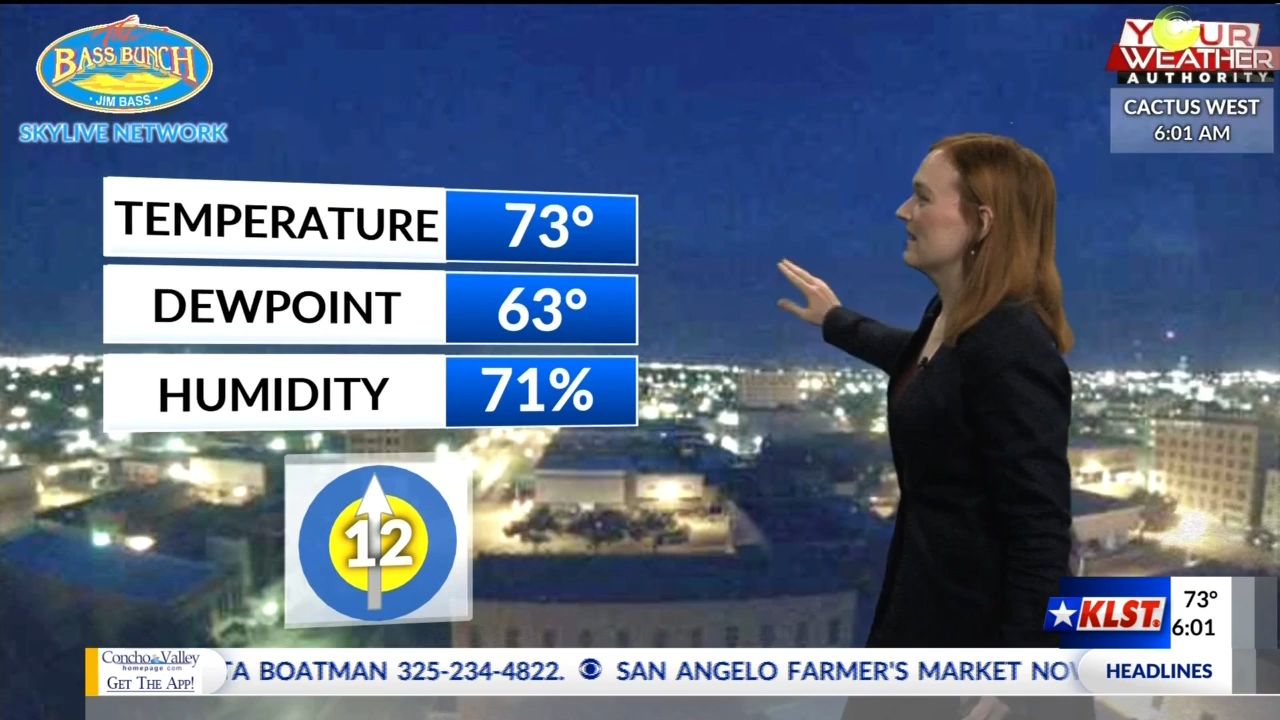 The
BASS BUNCH
• JIM BASS •
SKYLIVE NETWORK
YOUR
WEATHER
AUTHORITY
CACTUS WEST
6:01 AM
TEMPERATURE 73°
DEWPOINT 63°
HUMIDITY 71%
12
KLST
73°
6:01
Concho Valley
homepage.com
GET THE APP!
TA BOATMAN 325-234-4822. SAN ANGELO FARMER'S MARKET NOW
HEADLINES